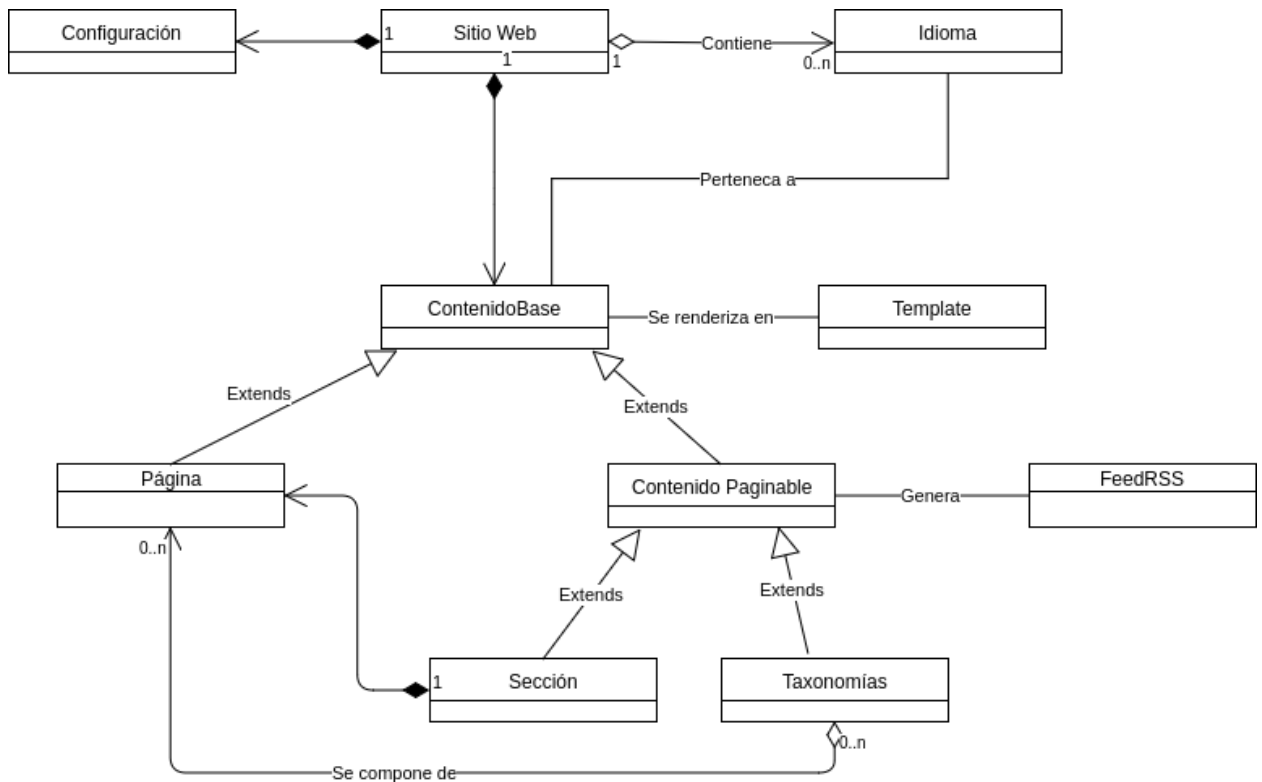 Configuración
1
Sitio Web
1
1
Contiene
0..n
Idioma
Perteneca a
ContenidoBase
Se renderiza en
Template
Extends
Extends
Página
Contenido Paginable
Genera
FeedRSS
0..n
Extends
Extends
1
Sección
Taxonomías
0..n
Se compone de